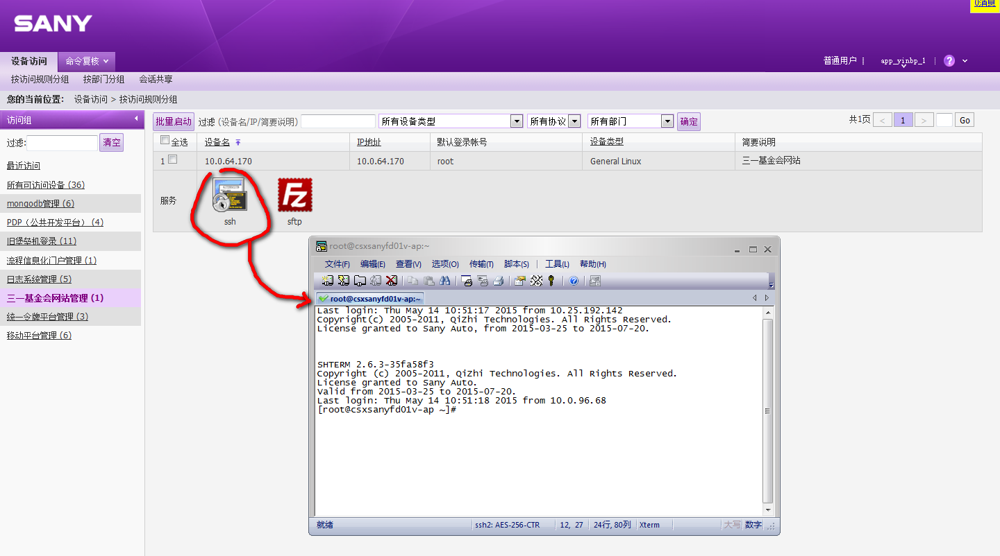 0消息
SANY
设备访问 命令复核
普通用户 app_yinbp_1 ?
按访问规则分组 按部门分组 会话共享
您的当前位置: 设备访问 > 按访问规则分组
访问组
过滤: 清空
最近访问
所有可访问设备 (36)
mongodb管理 (6)
PDP（公共开发平台） (4)
旧堡垒机登录 (11)
流程信息化门户管理 (1)
日志系统管理 (5)
三一基金会网站管理 (1)
统一令牌平台管理 (3)
移动平台管理 (6)
批量启动 过滤 (设备名/IP/简要说明) 所有设备类型 所有协议 所有部门 确定
共1页 < 1 > Go
全选 设备名 IP地址 默认登录帐号 设备类型 简要说明
1 10.0.64.170 10.0.64.170 root General Linux 三一基金会网站
服务 ssh FZ sftp
root@csxsanyfd01v-ap:~
文件(F) 编辑(E) 查看(V) 选项(O) 传输(T) 脚本(S) 工具(L) 帮助(H)
root@csxsanyfd01v-ap:~
Last login: Thu May 14 10:51:17 2015 from 10.25.192.142
Copyright(c) 2005-2011, QiZhi Technologies. All Rights Reserved.
License granted to Sany Auto, from 2015-03-25 to 2015-07-20.
SHTERM 2.6.3-35fa58f3
Copyright (c) 2005-2011, QiZhi Technologies. All Rights Reserved.
License granted to Sany Auto.
Valid from 2015-03-25 to 2015-07-20.
Last login: Thu May 14 10:51:18 2015 from 10.0.96.68
[root@csxsanyfd01v-ap ~]#
就绪 ssh2: AES-256-CTR 12, 27 24行, 80列 Xterm 大写 数字